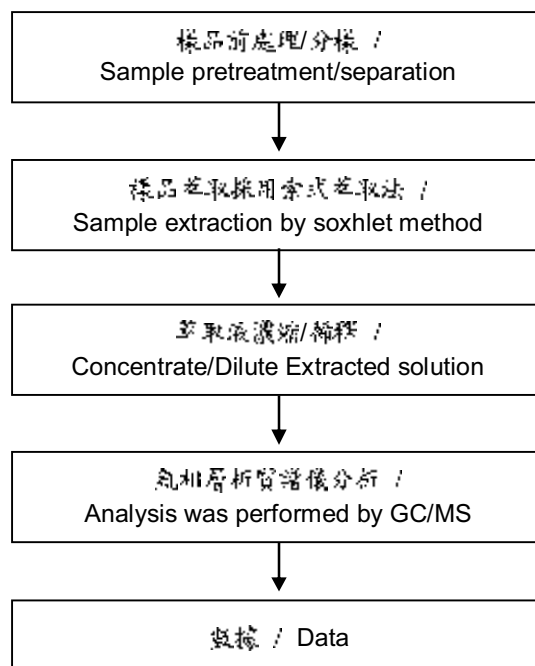 樣品前處理/分樣 /
Sample pretreatment/separation
樣品萃取採用索式萃取法 /
Sample extraction by soxhlet method
萃取液濃縮/稀釋 /
Concentrate/Dilute Extracted solution
氣相層析質譜儀分析 /
Analysis was performed by GC/MS
數據 / Data